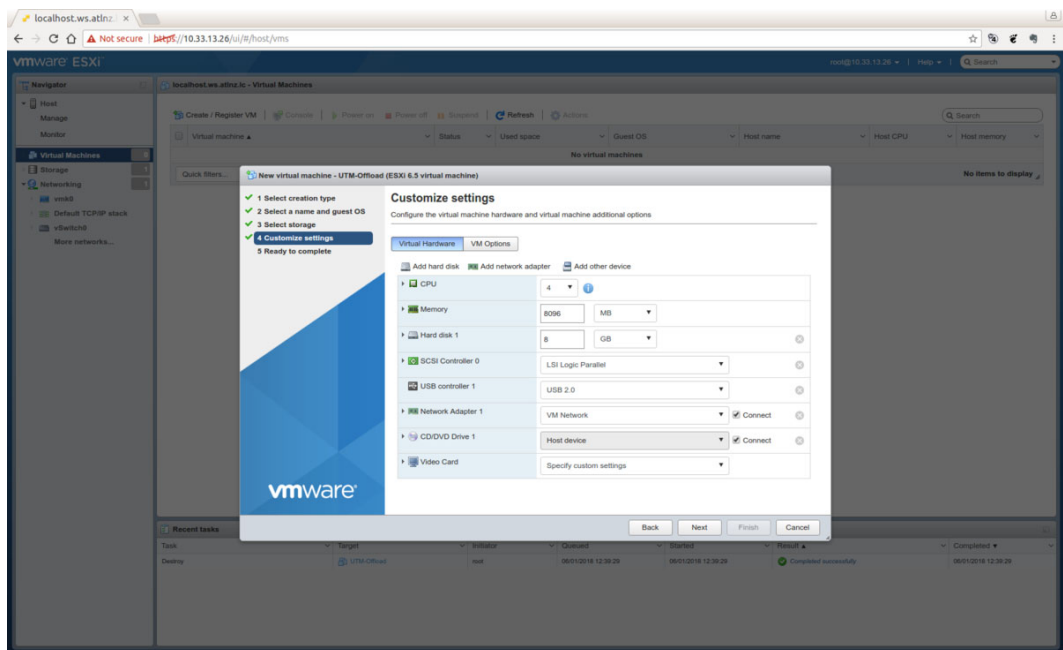 localhost.ws.atlnz.l ×
Not secure https://10.33.13.26/ui/#/host/vms
vmware ESXi root@10.33.13.26 Help Search
Navigator
localhost.ws.atlnz.lc - Virtual Machines
Host
Manage
Monitor
Virtual Machines 0
Storage 1
Networking 1
vmk0
Default TCP/IP stack
vSwitch0
More networks...
Create / Register VM Console Power on Power off Suspend Refresh Actions Search
Virtual machine Status Used space Guest OS Host name Host CPU Host memory
No virtual machines
Quick filters... No items to display
New virtual machine - UTM-Offload (ESXi 6.5 virtual machine)
1 Select creation type
2 Select a name and guest OS
3 Select storage
4 Customize settings
5 Ready to complete
vmware
Customize settings
Configure the virtual machine hardware and virtual machine additional options
Virtual Hardware VM Options
Add hard disk Add network adapter Add other device
CPU 4
Memory 8096 MB
Hard disk 1 8 GB
SCSI Controller 0 LSI Logic Parallel
USB controller 1 USB 2.0
Network Adapter 1 VM Network Connect
CD/DVD Drive 1 Host device Connect
Video Card Specify custom settings
Back Next Finish Cancel
Recent tasks
Task Target Initiator Queued Started Result Completed
Destroy UTM-Offload root 06/01/2018 12:39:29 06/01/2018 12:39:29 Completed successfully 06/01/2018 12:39:29